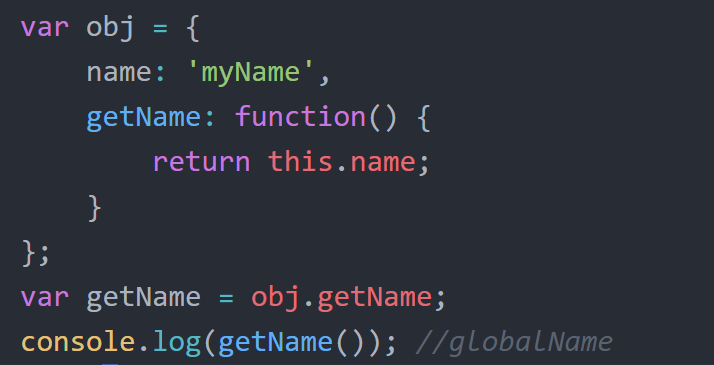 var obj = {
    name: 'myName',
    getName: function() {
        return this.name;
    }
};
var getName = obj.getName;
console.log(getName()); //globalName